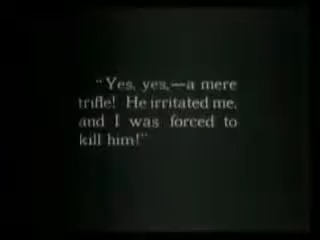 "Yes, yes,—a mere
trifle! He irritated me,
and I was forced to
kill him!"